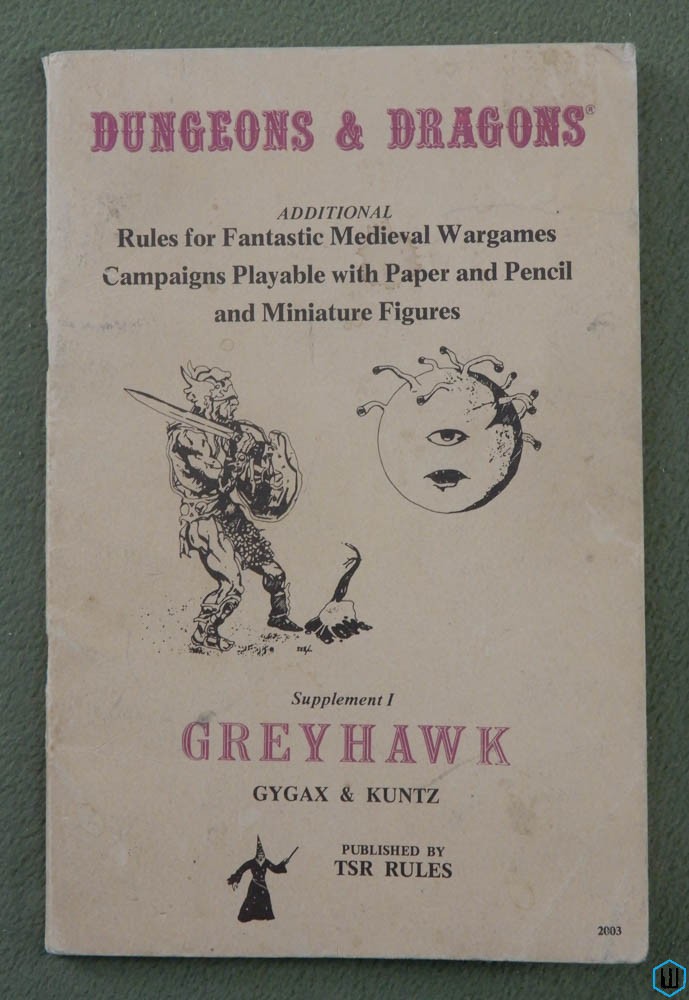 DUNGEONS & DRAGONS®
ADDITIONAL
Rules for Fantastic Medieval Wargames
Campaigns Playable with Paper and Pencil
and Miniature Figures
Supplement I
GREYHAWK
GYGAX & KUNTZ
PUBLISHED BY
TSR RULES
2003